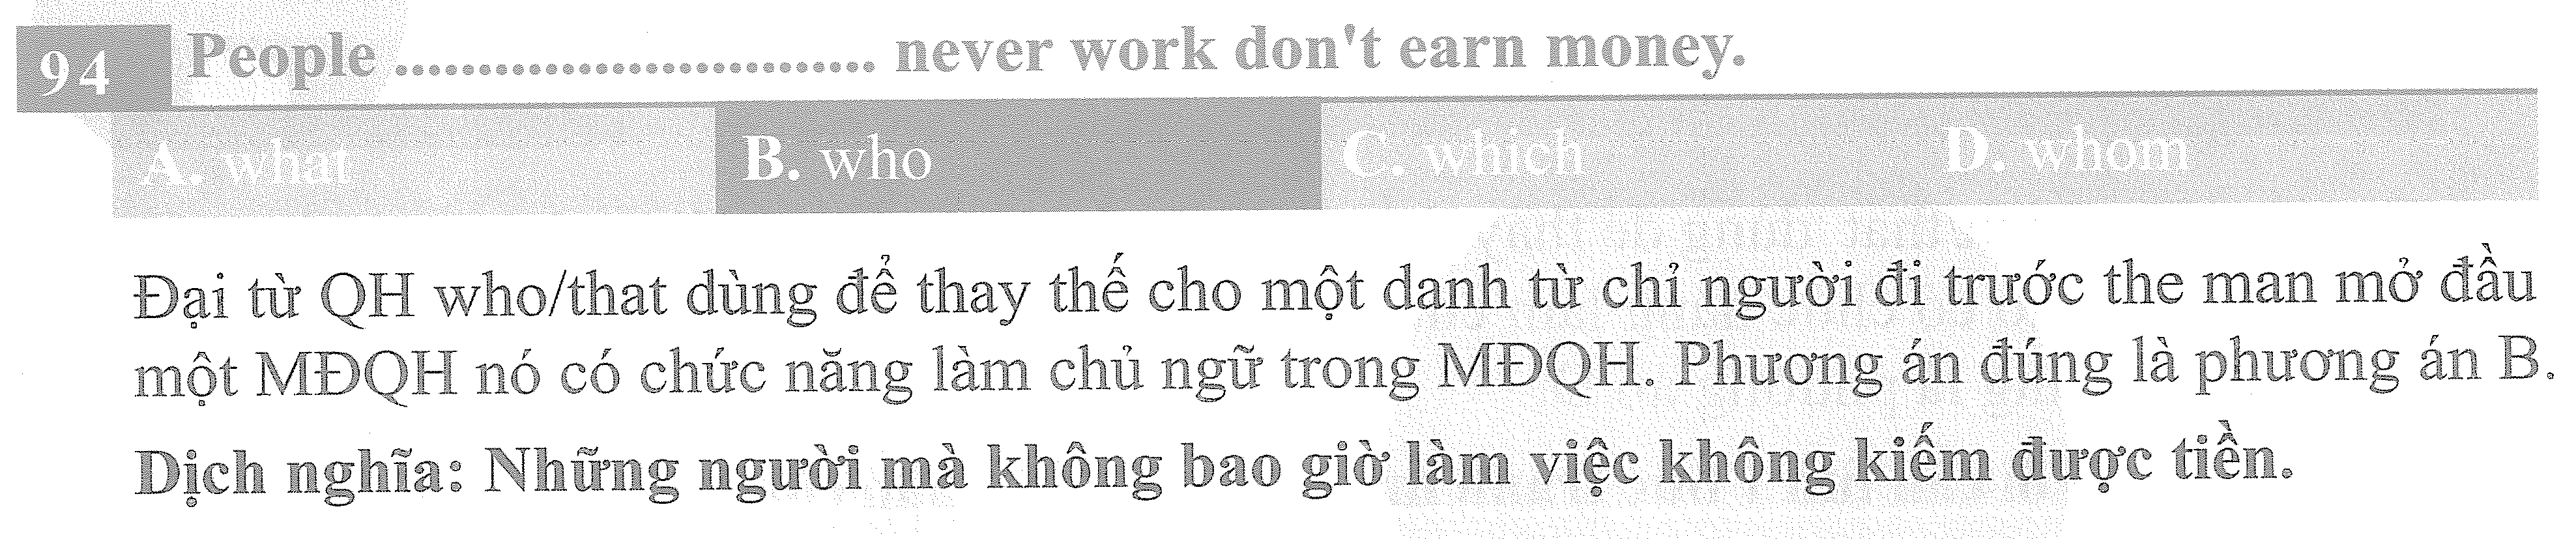 94 People ............................. never work don't earn money.
A. what B. who C. which D. whom
Đại từ QH who/that dùng để thay thế cho một danh từ chỉ người đi trước the man mở đầu
một MĐQH nó có chức năng làm chủ ngữ trong MĐQH. Phương án đúng là phương án B.
Dịch nghĩa: Những người mà không bao giờ làm việc không kiếm được tiền.